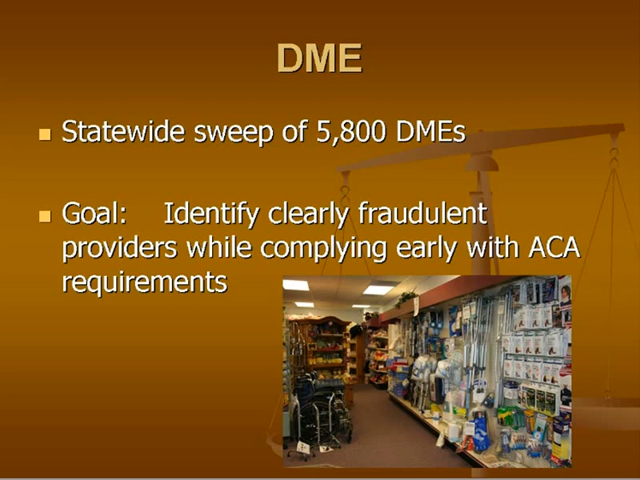 DME
Statewide sweep of 5,800 DMEs
Goal: Identify clearly fraudulent
providers while complying early with ACA
requirements